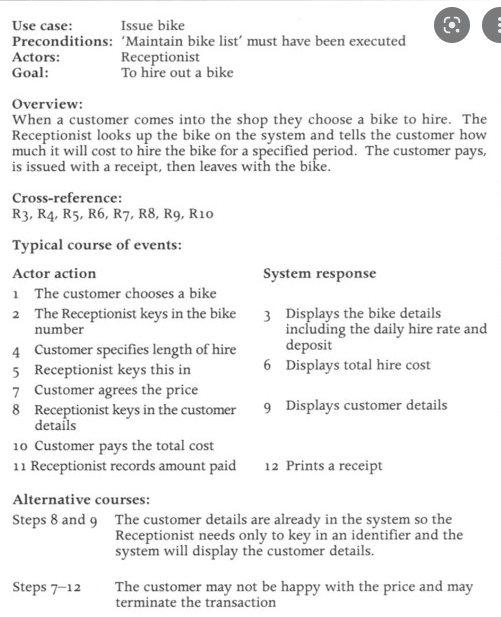 Use case: Issue bike
Preconditions: ‘Maintain bike list’ must have been executed
Actors: Receptionist
Goal: To hire out a bike
Overview:
When a customer comes into the shop they choose a bike to hire. The
Receptionist looks up the bike on the system and tells the customer how
much it will cost to hire the bike for a specified period. The customer pays,
is issued with a receipt, then leaves with the bike.
Cross-reference:
R3, R4, R5, R6, R7, R8, R9, R10
Typical course of events:
Actor action
System response
1 The customer chooses a bike
2 The Receptionist keys in the bike
number
3 Displays the bike details
including the daily hire rate and
deposit
4 Customer specifies length of hire
5 Receptionist keys this in
6 Displays total hire cost
7 Customer agrees the price
8 Receptionist keys in the customer
details
9 Displays customer details
10 Customer pays the total cost
11 Receptionist records amount paid
12 Prints a receipt
Alternative courses:
Steps 8 and 9 The customer details are already in the system so the
Receptionist needs only to key in an identifier and the
system will display the customer details.
Steps 7–12 The customer may not be happy with the price and may
terminate the transaction